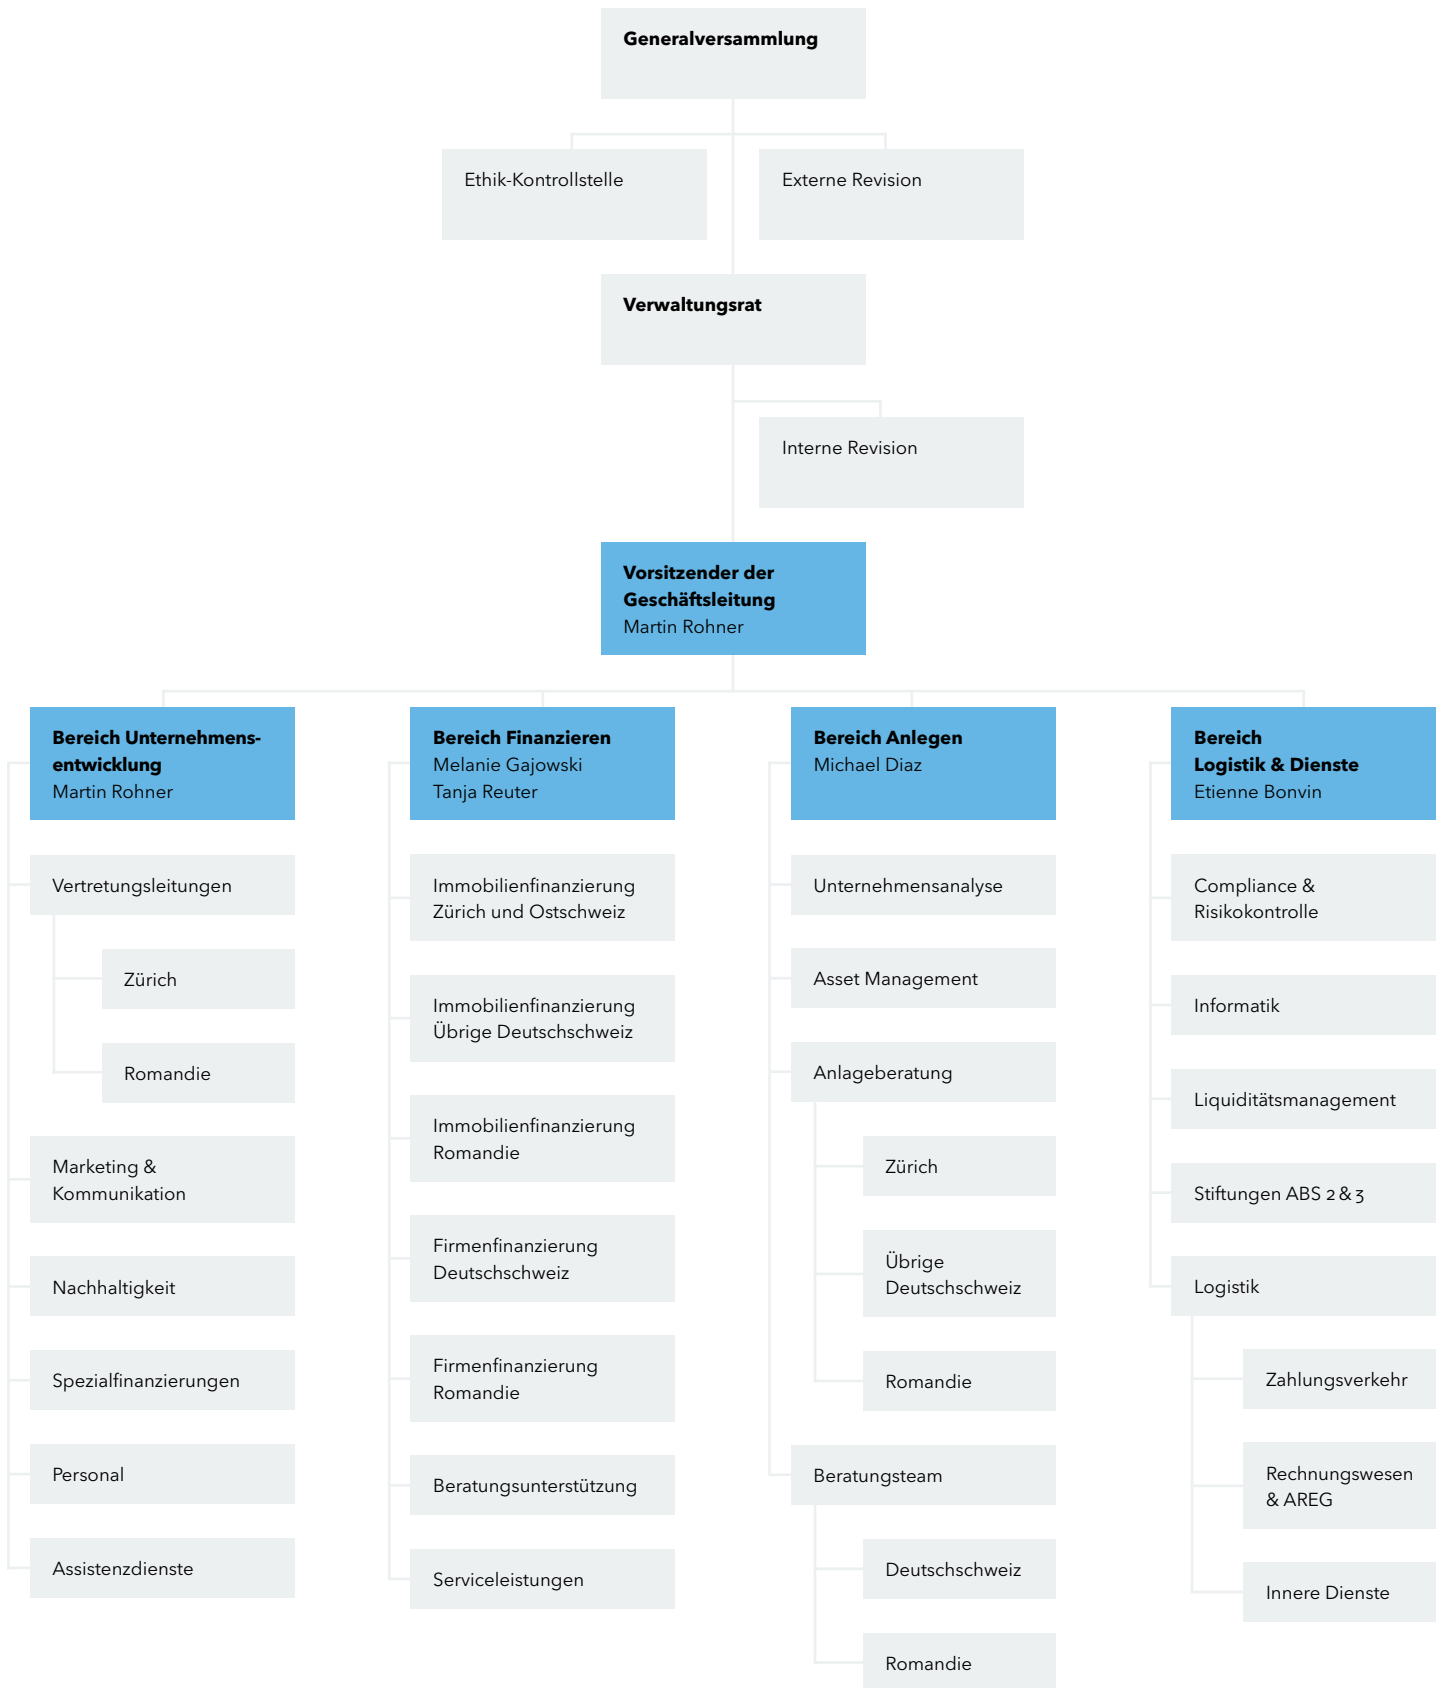 Generalversammlung
Ethik-Kontrollstelle
Externe Revision
Verwaltungsrat
Interne Revision
Vorsitzender der
Geschäftsleitung
Martin Rohner
Bereich Unternehmens-
entwicklung
Martin Rohner
Vertretungsleitungen
Zürich
Romandie
Marketing &
Kommunikation
Nachhaltigkeit
Spezialfinanzierungen
Personal
Assistenzdienste
Bereich Finanzieren
Melanie Gajowski
Tanja Reuter
Immobilienfinanzierung
Zürich und Ostschweiz
Immobilienfinanzierung
Übrige Deutschschweiz
Immobilienfinanzierung
Romandie
Firmenfinanzierung
Deutschschweiz
Firmenfinanzierung
Romandie
Beratungsunterstützung
Serviceleistungen
Bereich Anlegen
Michael Diaz
Unternehmensanalyse
Asset Management
Anlageberatung
Zürich
Übrige
Deutschschweiz
Romandie
Beratungsteam
Deutschschweiz
Romandie
Bereich
Logistik & Dienste
Etienne Bonvin
Compliance &
Risikokontrolle
Informatik
Liquiditätsmanagement
Stiftungen ABS 2 & 3
Logistik
Zahlungsverkehr
Rechnungswesen
& AREG
Innere Dienste